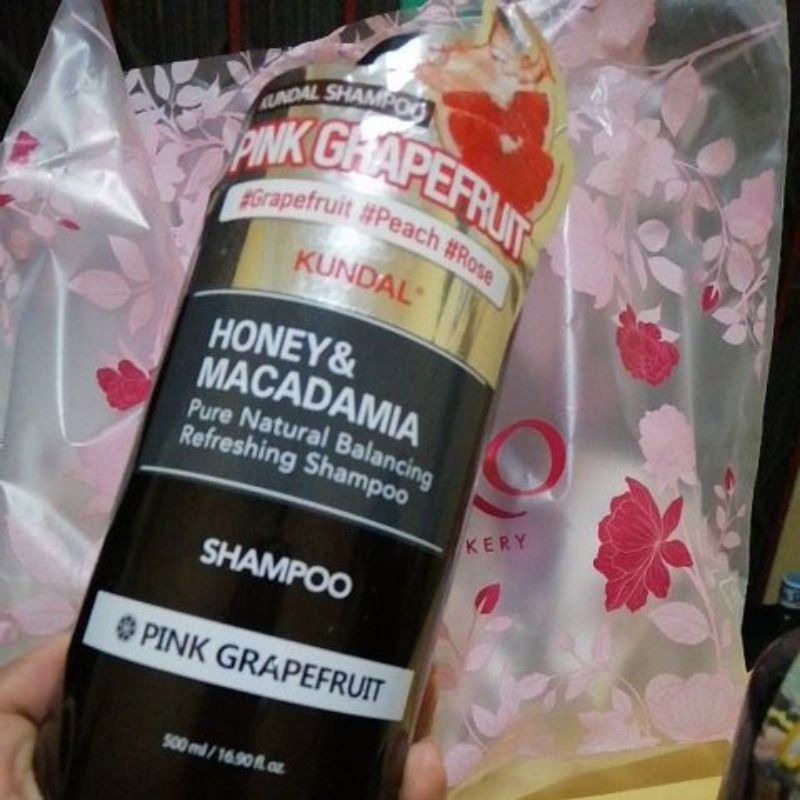 KUNDAL SHAMPOO
PINK GRAPEFRUIT
#Grapefruit #Peach #Rose
KUNDAL
HONEY&
MACADAMIA
Pure Natural Balancing
Refreshing Shampoo
SHAMPOO
PINK GRAPEFRUIT
500 ml / 16.90 fl. oz.
O
KERY